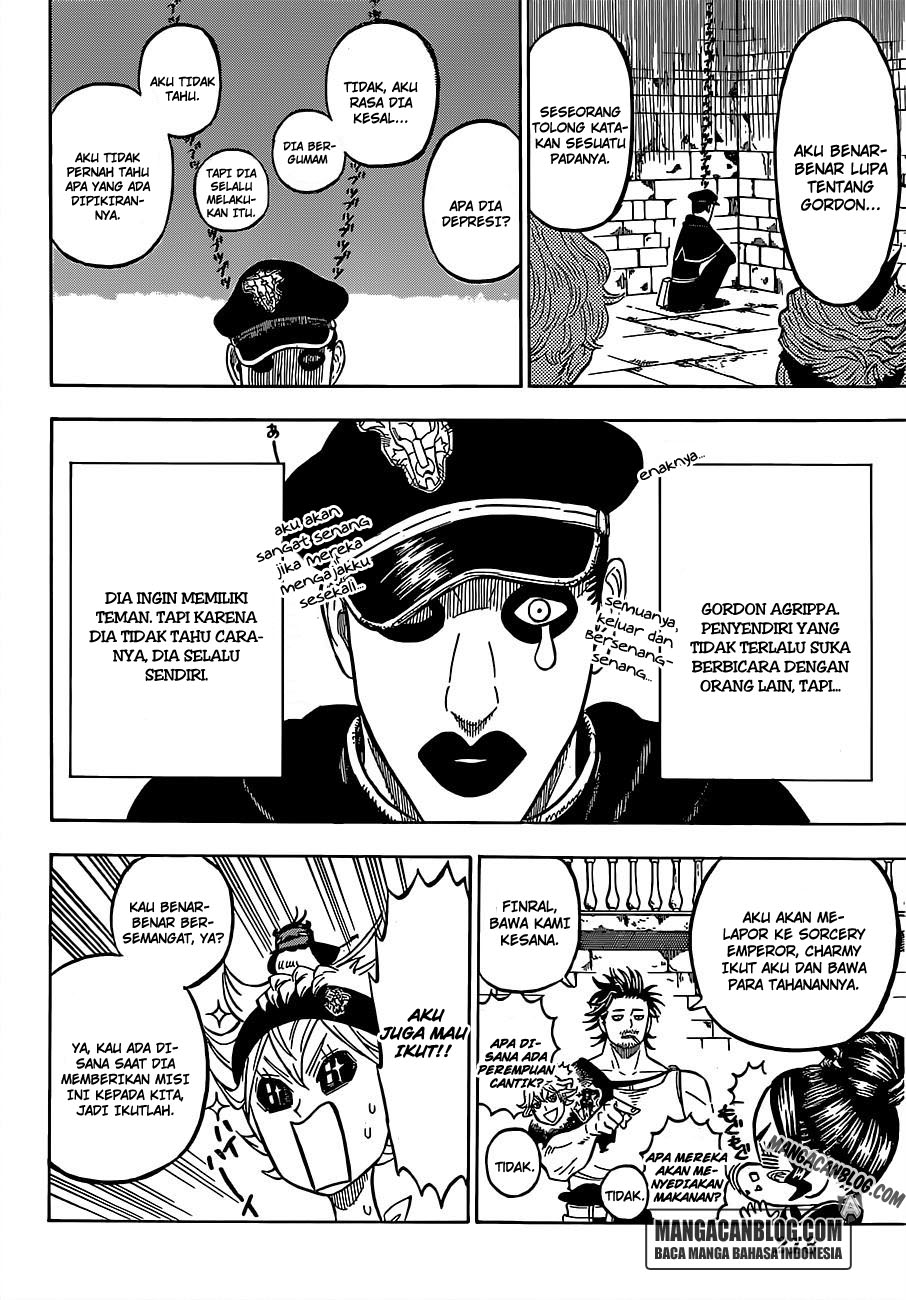 AKU BENAR-
BENAR LUPA
TENTANG
GORDON...
SESEORANG
TOLONG KATA-
KAN SESUATU
PADANYA.
APA DIA
DEPRESI?
TIDAK, AKU
RASA DIA
KESAL...
DIA BER-
GUMAM
TAPI DIA
SELALU
MELAKU-
KAN ITU.
AKU TIDAK
TAHU.
AKU TIDAK
PERNAH TAHU
APA YANG ADA
DIPIKIRAN-
NYA.
GORDON AGRIPPA.
PENYENDIRI YANG
TIDAK TERLALU SUKA
BERBICARA DENGAN
ORANG LAIN, TAPI...
enaknya...
semuanya,
keluar dan
Bersenang-
senang...
あ
aku akan
sangat senang
jika mereka
mengajakku
sesekali...
DIA INGIN MEMILIKI
TEMAN. TAPI KARENA
DIA TIDAK TAHU CARA-
NYA, DIA SELALU
SENDIRI.
AKU AKAN ME-
LAPOR KE SORCERY
EMPEROR, CHARMY
IKUT AKU DAN BAWA
PARA TAHANANNYA.
FINRAL,
BAWA KAMI
KESANA.
APA DI-
SANA ADA
PEREMPUAN
CANTIK?
TIDAK.
APA MEREKA
AKAN ME-
NYEDIAKAN
MAKANAN?
TIDAK.
AKU
JUGA MAU
IKUT!!
KAU BENAR-
BENAR BER-
SEMANGAT, YA?
YA, KAU ADA DI-
SANA SAAT DIA
MEMBERIKAN MISI
INI KEPADA KITA,
JADI IKUTLAH.
MANGACANBLOG.COM
MANGACANBLOG.COM
BACA MANGA BAHASA INDONESIA